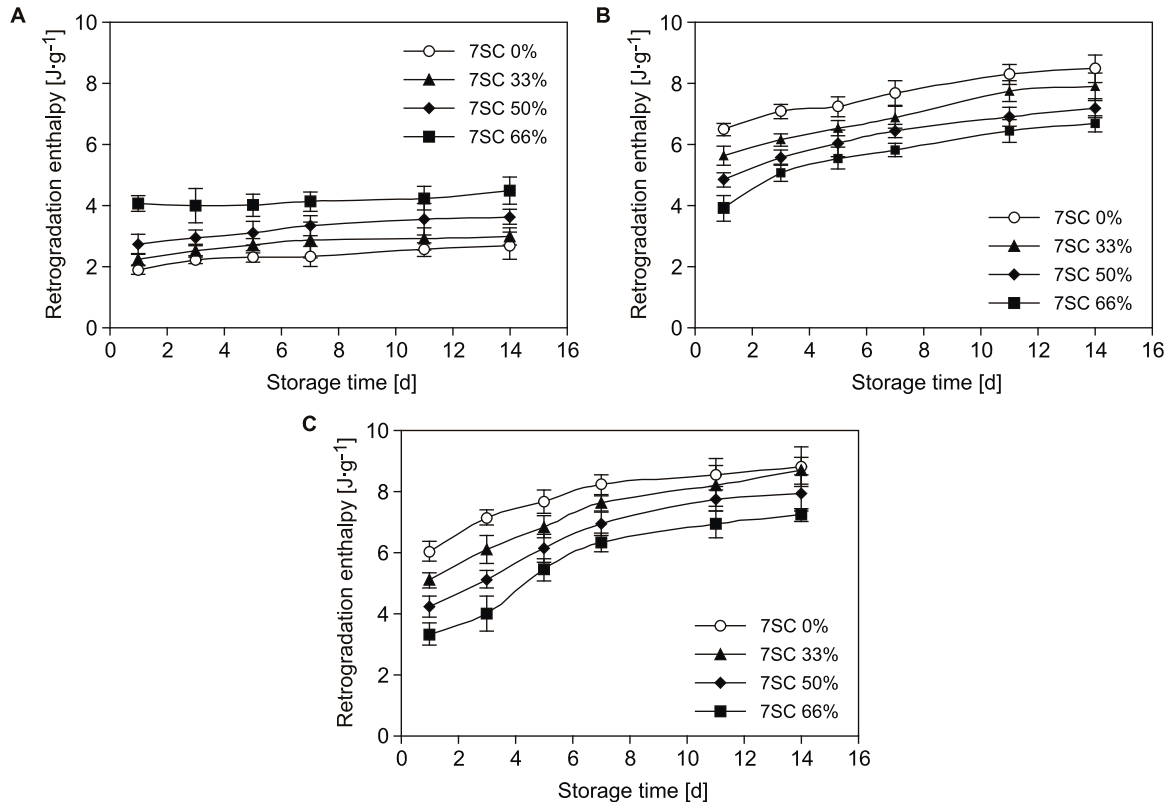 A
Retrogradation enthalpy [J·g⁻¹]
10
8
6
4
2
0
7SC 0%
7SC 33%
7SC 50%
7SC 66%
0 2 4 6 8 10 12 14 16
Storage time [d]
B
Retrogradation enthalpy [J·g⁻¹]
10
8
6
4
2
0
7SC 0%
7SC 33%
7SC 50%
7SC 66%
0 2 4 6 8 10 12 14 16
Storage time [d]
C
Retrogradation enthalpy [J·g⁻¹]
10
8
6
4
2
0
7SC 0%
7SC 33%
7SC 50%
7SC 66%
0 2 4 6 8 10 12 14 16
Storage time [d]